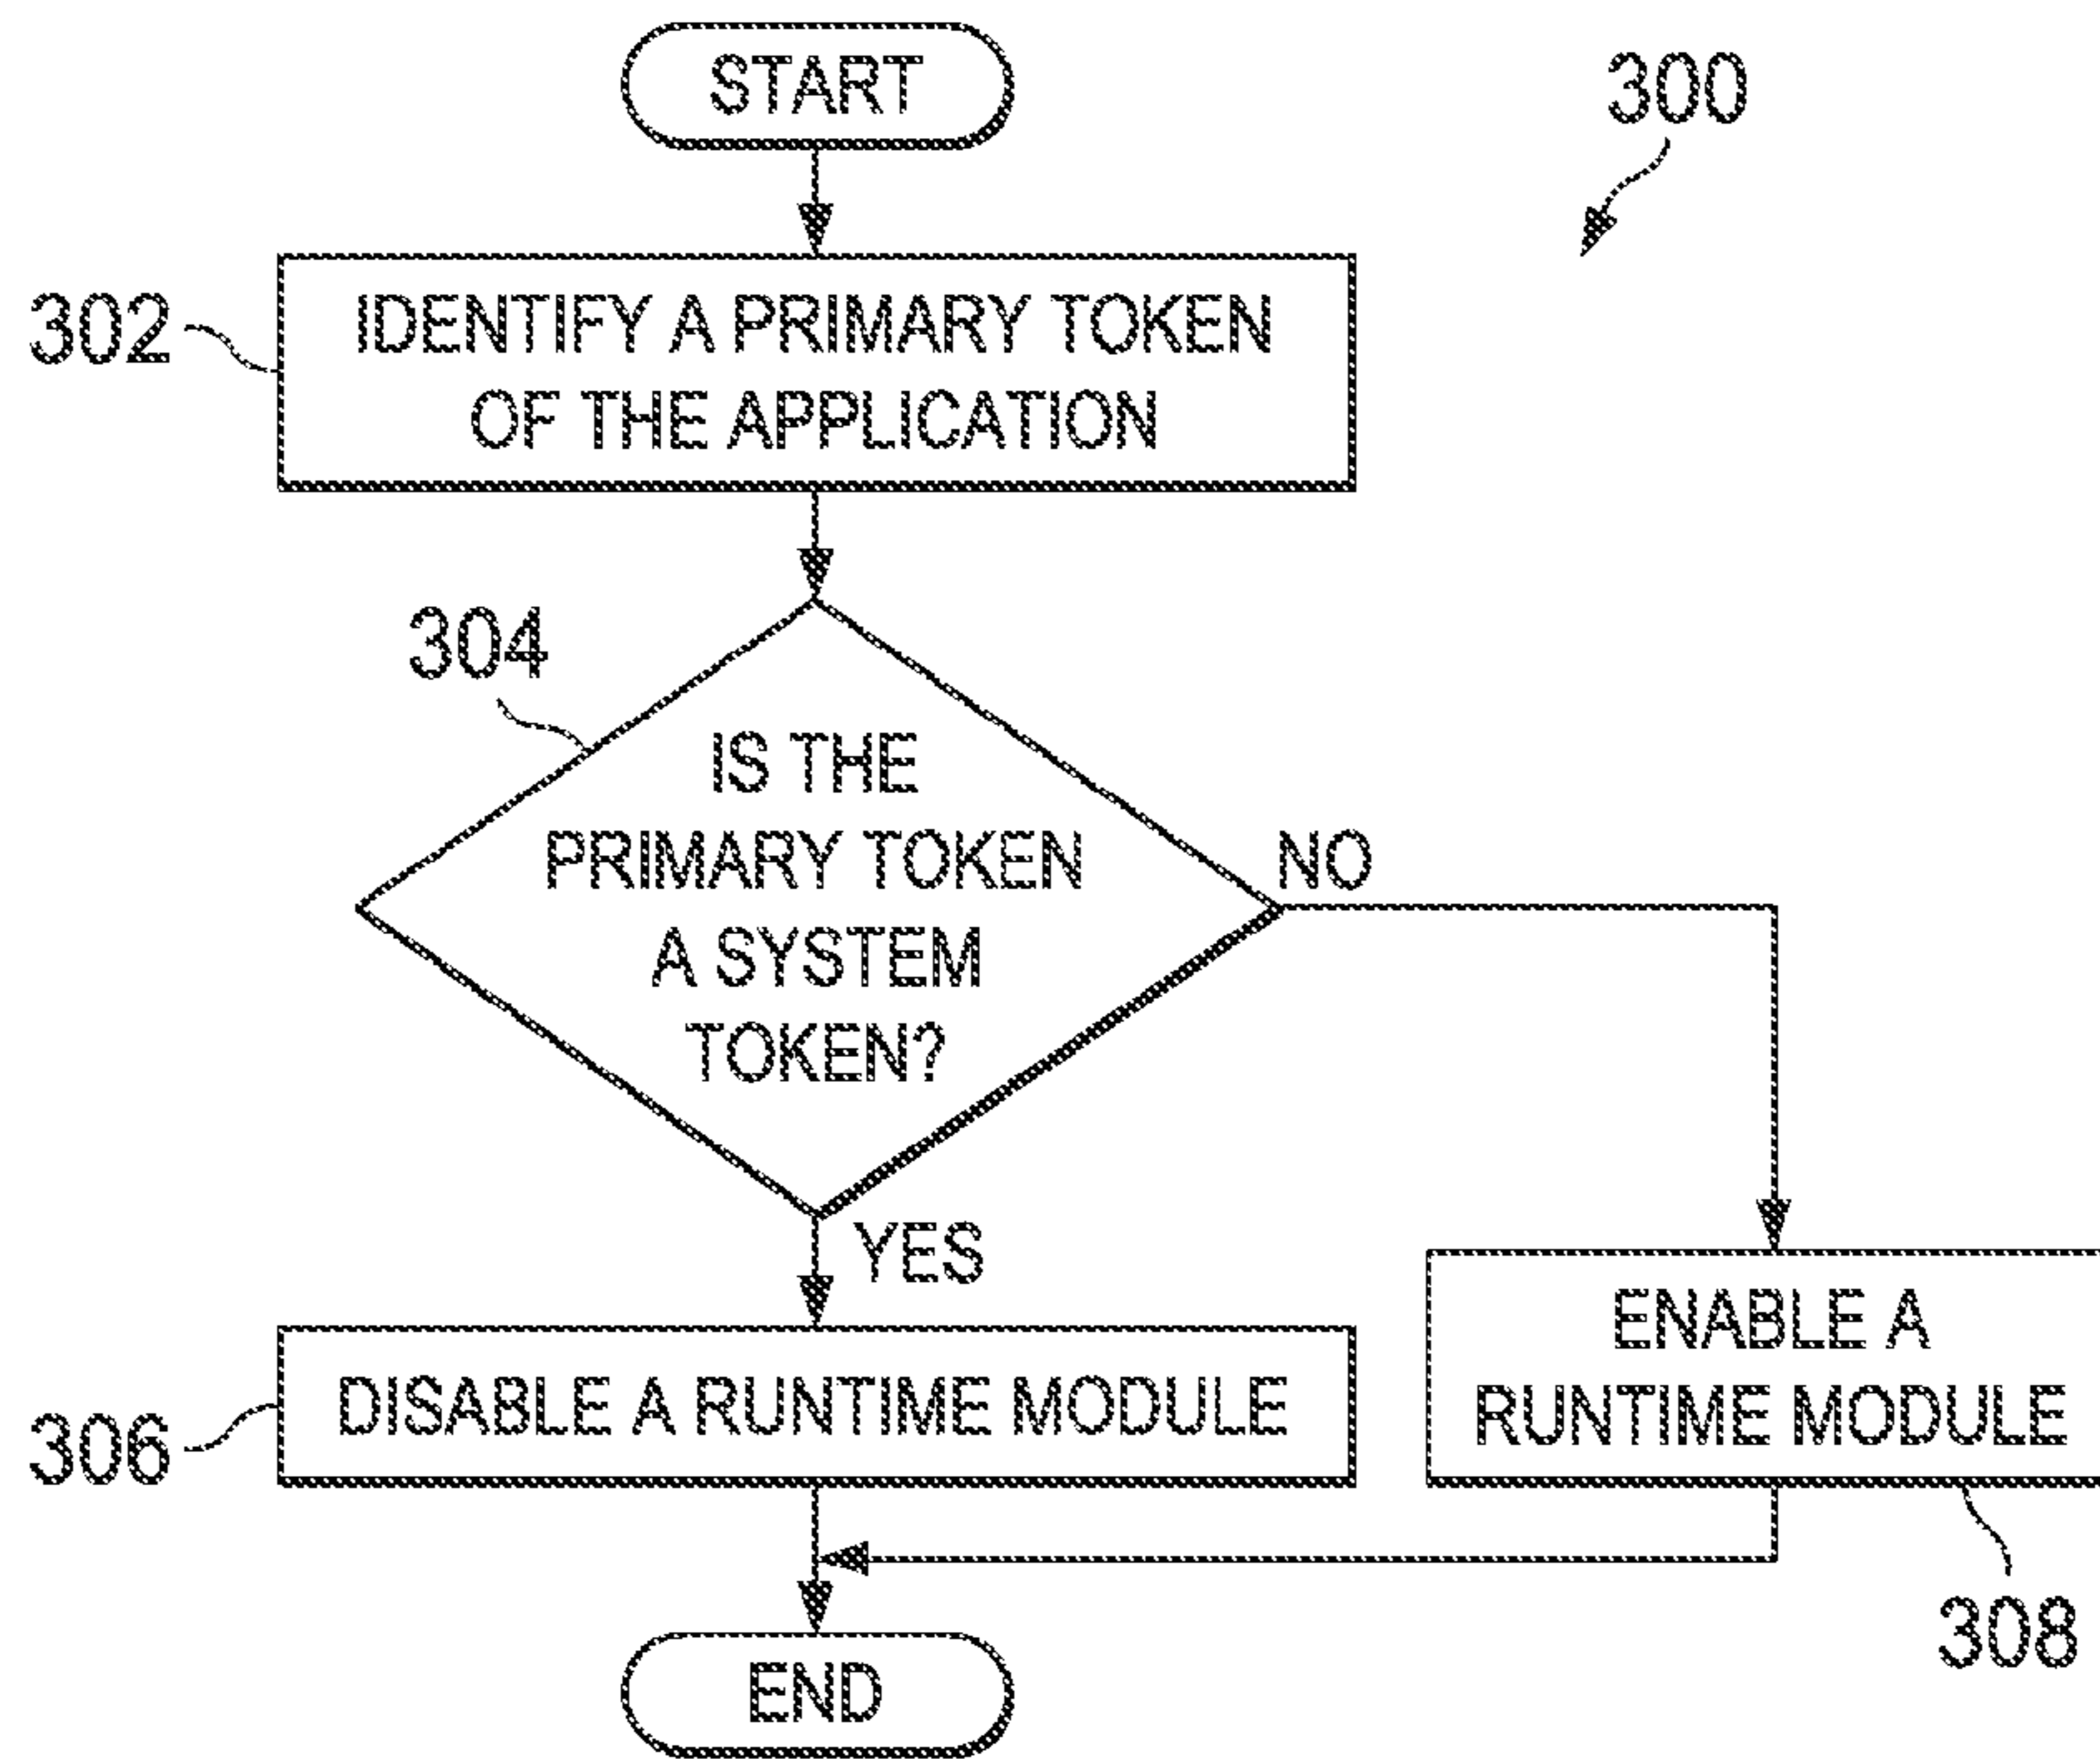 START
300
302
IDENTIFY A PRIMARY TOKEN
OF THE APPLICATION
304
IS THE
PRIMARY TOKEN
A SYSTEM
TOKEN?
NO
YES
306
DISABLE A RUNTIME MODULE
ENABLE A
RUNTIME MODULE
308
END